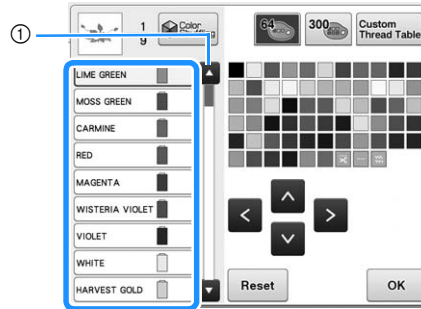 ①
1
9
Color
Shuffling
64
300
Custom
Thread Table
LIME GREEN
MOSS GREEN
CARMINE
RED
MAGENTA
WISTERIA VIOLET
VIOLET
WHITE
HARVEST GOLD
Reset
OK